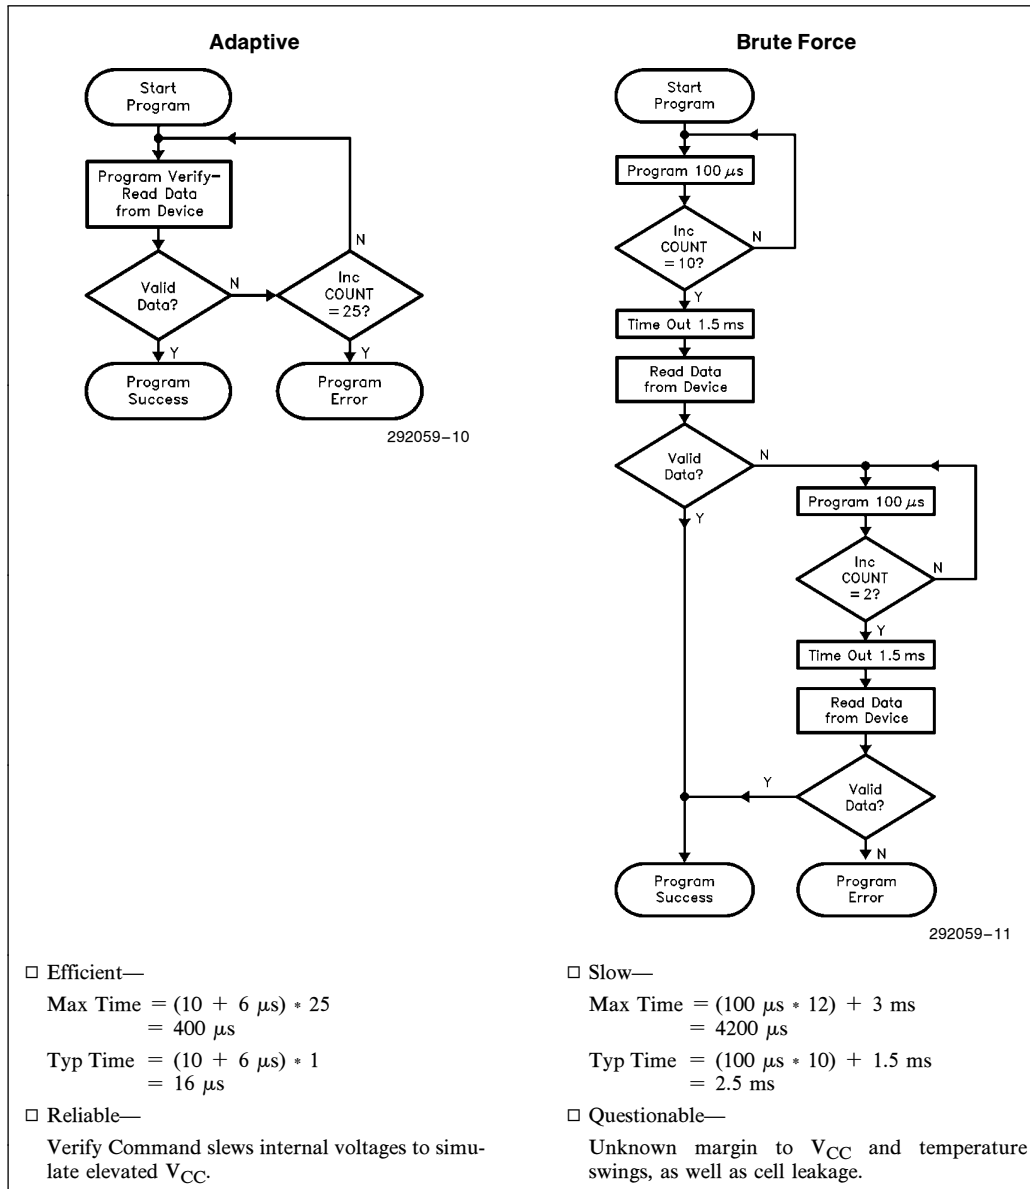 Adaptive
Start
Program
Program Verify–
Read Data
from Device
Valid
Data?
N
Y
Inc
COUNT
= 25?
N
Y
Program
Success
Program
Error
292059–10
Brute Force
Start
Program
Program 100 μs
Inc
COUNT
= 10?
N
Y
Time Out 1.5 ms
Read Data
from Device
Valid
Data?
N
Y
Program 100 μs
Inc
COUNT
= 2?
N
Y
Time Out 1.5 ms
Read Data
from Device
Valid
Data?
Y
N
Program
Success
Program
Error
292059–11
□ Efficient—
Max Time = (10 + 6 μs) * 25
= 400 μs
Typ Time = (10 + 6 μs) * 1
= 16 μs
□ Reliable—
Verify Command slews internal voltages to simu-
late elevated VCC.
□ Slow—
Max Time = (100 μs * 12) + 3 ms
= 4200 μs
Typ Time = (100 μs * 10) + 1.5 ms
= 2.5 ms
□ Questionable—
Unknown margin to VCC and temperature
swings, as well as cell leakage.